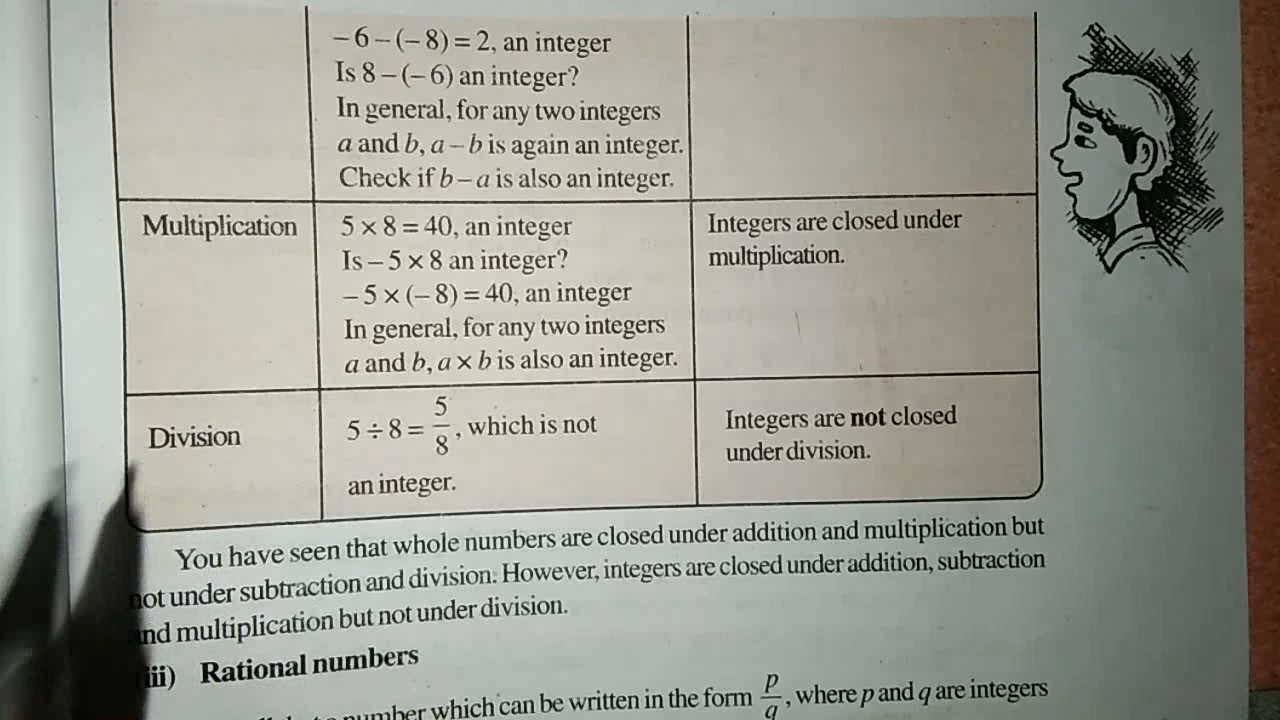 −6−(−8) = 2, an integer
Is 8−(−6) an integer?
In general, for any two integers
a and b, a−b is again an integer.
Check if b−a is also an integer.
Multiplication
5 × 8 = 40, an integer
Is −5 × 8 an integer?
−5 × (−8) = 40, an integer
In general, for any two integers
a and b, a × b is also an integer.
Integers are closed under
multiplication.
Division
5 ÷ 8 = 5/8, which is not
an integer.
Integers are not closed
under division.
You have seen that whole numbers are closed under addition and multiplication but
not under subtraction and division. However, integers are closed under addition, subtraction
and multiplication but not under division.
iii) Rational numbers
number which can be written in the form p/q, where p and q are integers